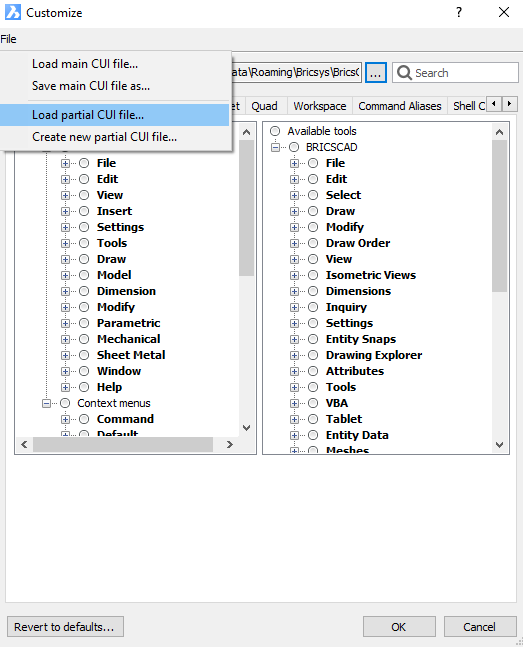 Customize
?
File
Load main CUI file...
Save main CUI file as...
Load partial CUI file...
Create new partial CUI file...
ata\Roaming\Bricsys\BricsC
...
Search
et
Quad
Workspace
Command Aliases
Shell C
File
Edit
View
Insert
Settings
Tools
Draw
Model
Dimension
Modify
Parametric
Mechanical
Sheet Metal
Window
Help
Context menus
Command
Default
Available tools
BRICSCAD
File
Edit
Select
Draw
Modify
Draw Order
View
Isometric Views
Dimensions
Inquiry
Settings
Entity Snaps
Drawing Explorer
Attributes
Tools
VBA
Tablet
Entity Data
Meshes
Revert to defaults...
OK
Cancel